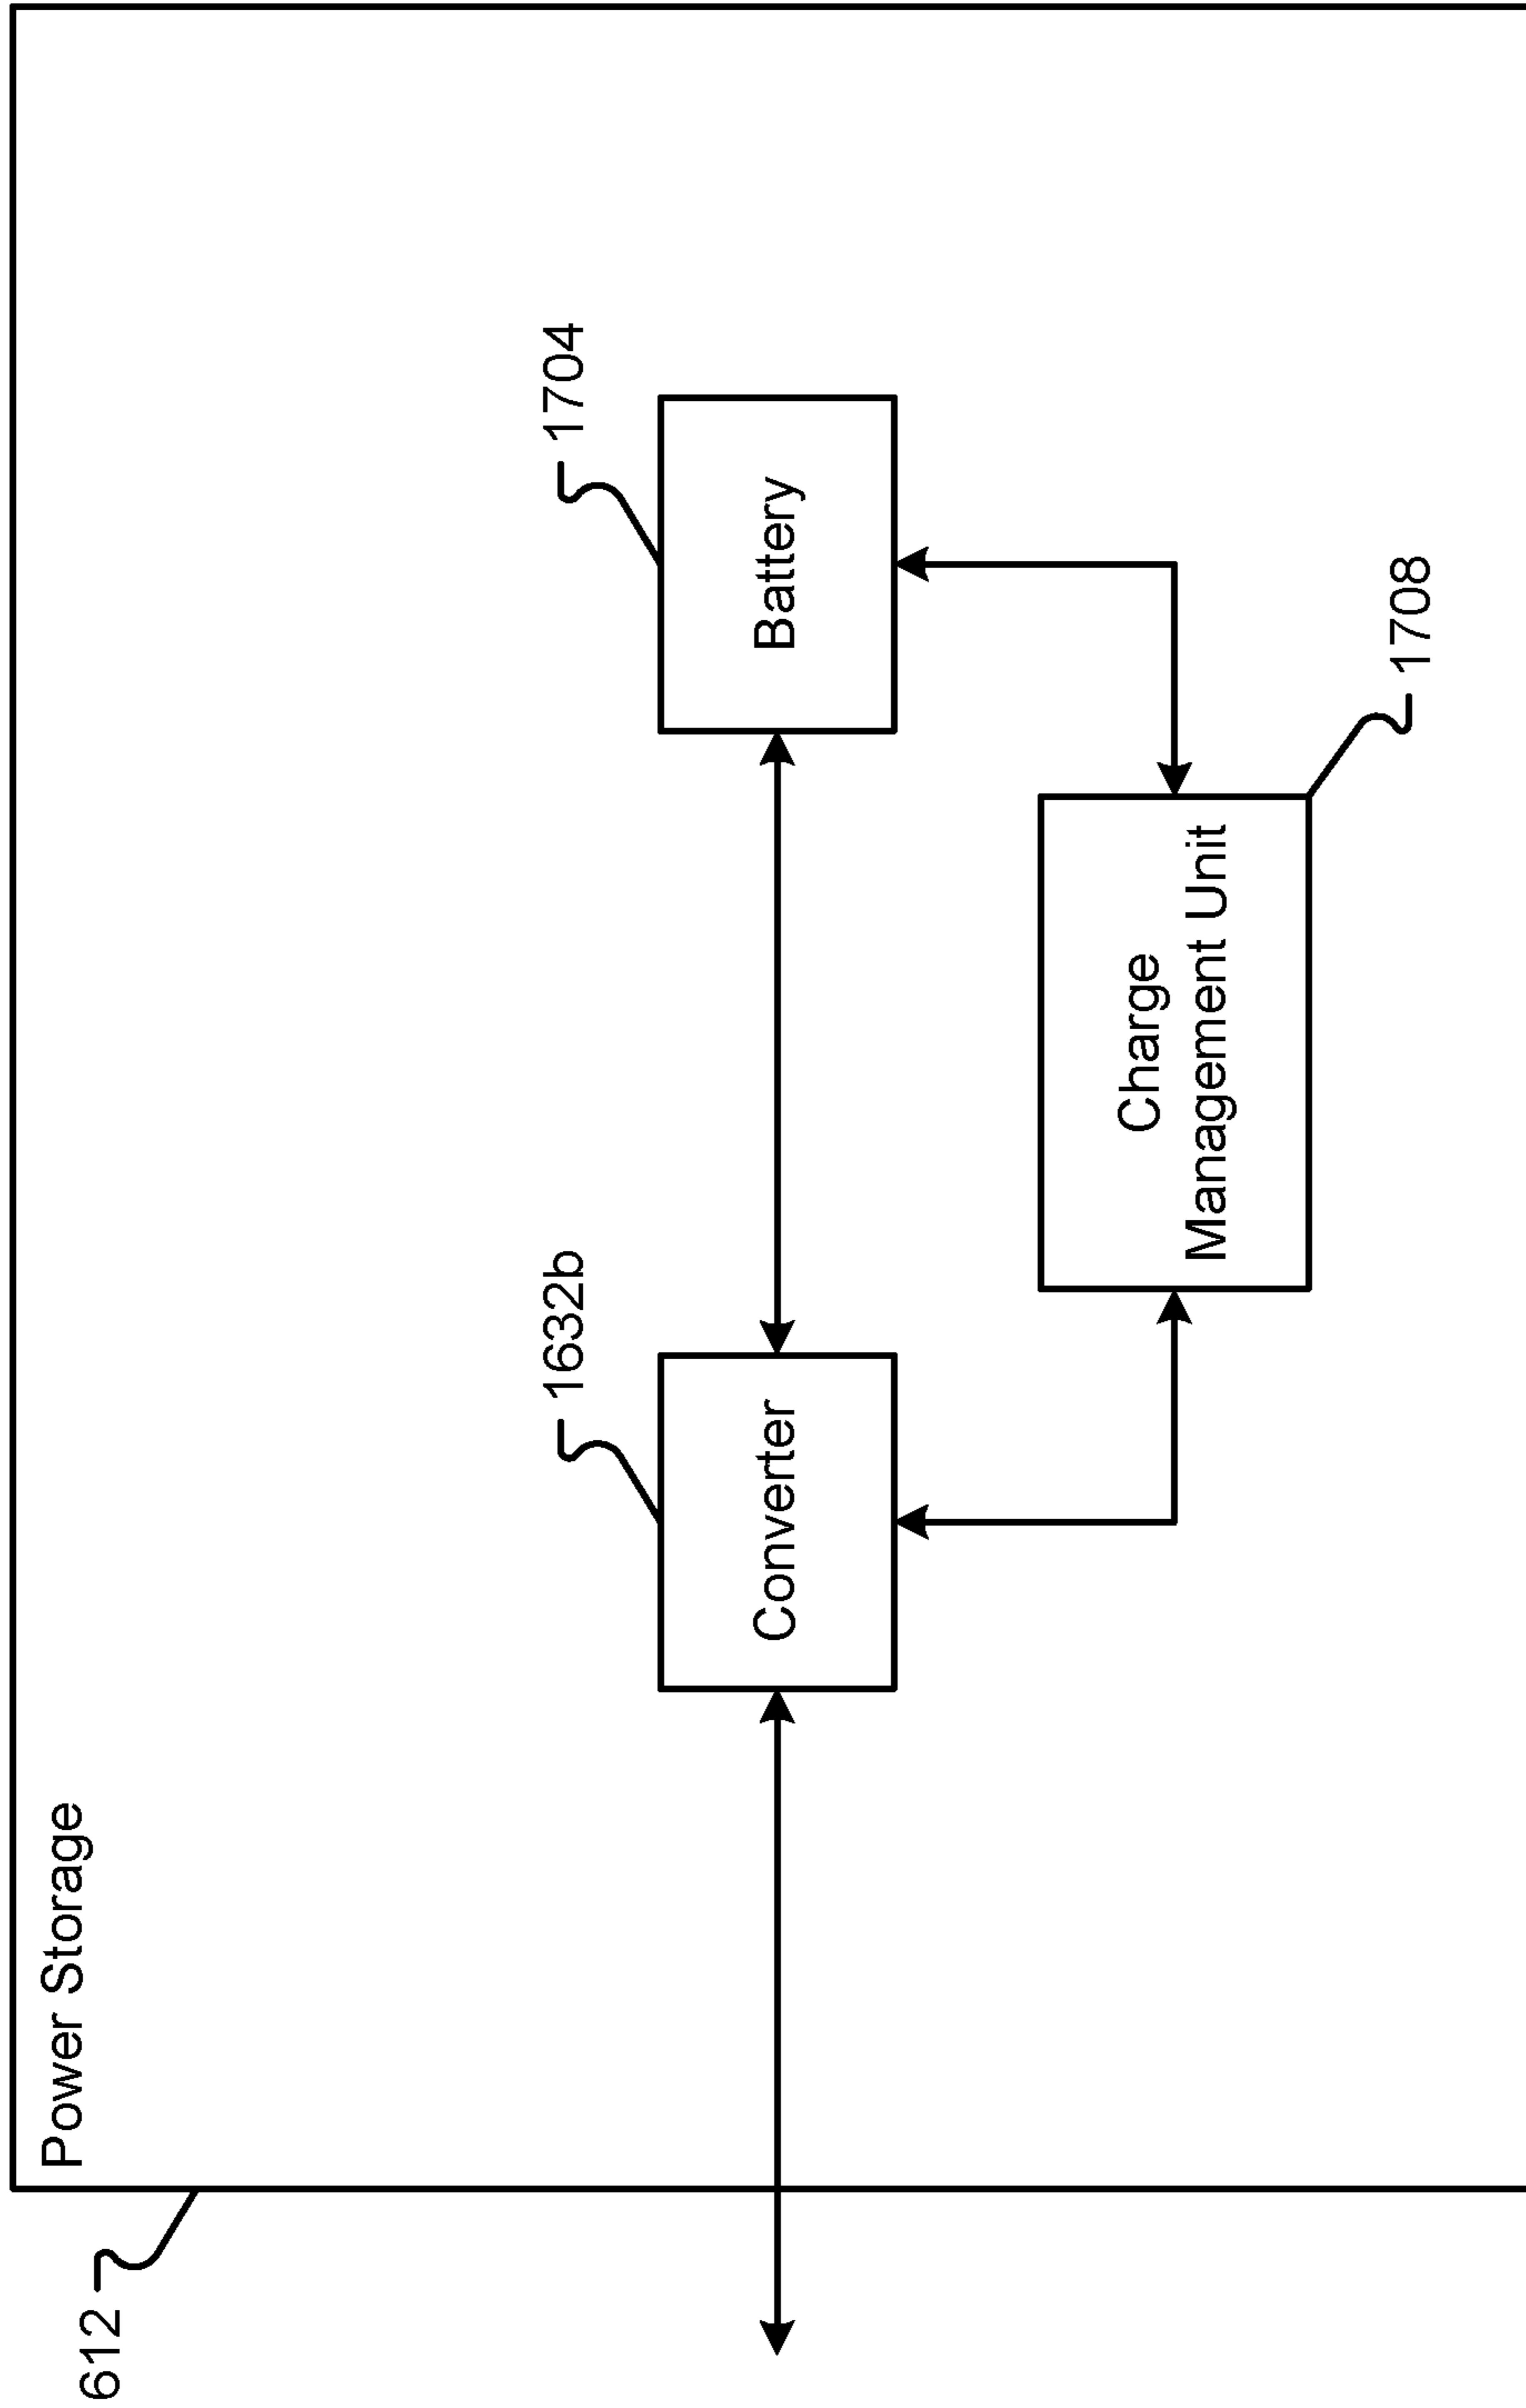 612
Power Storage
1632b
1704
Converter
Battery
Charge
Management Unit
1708